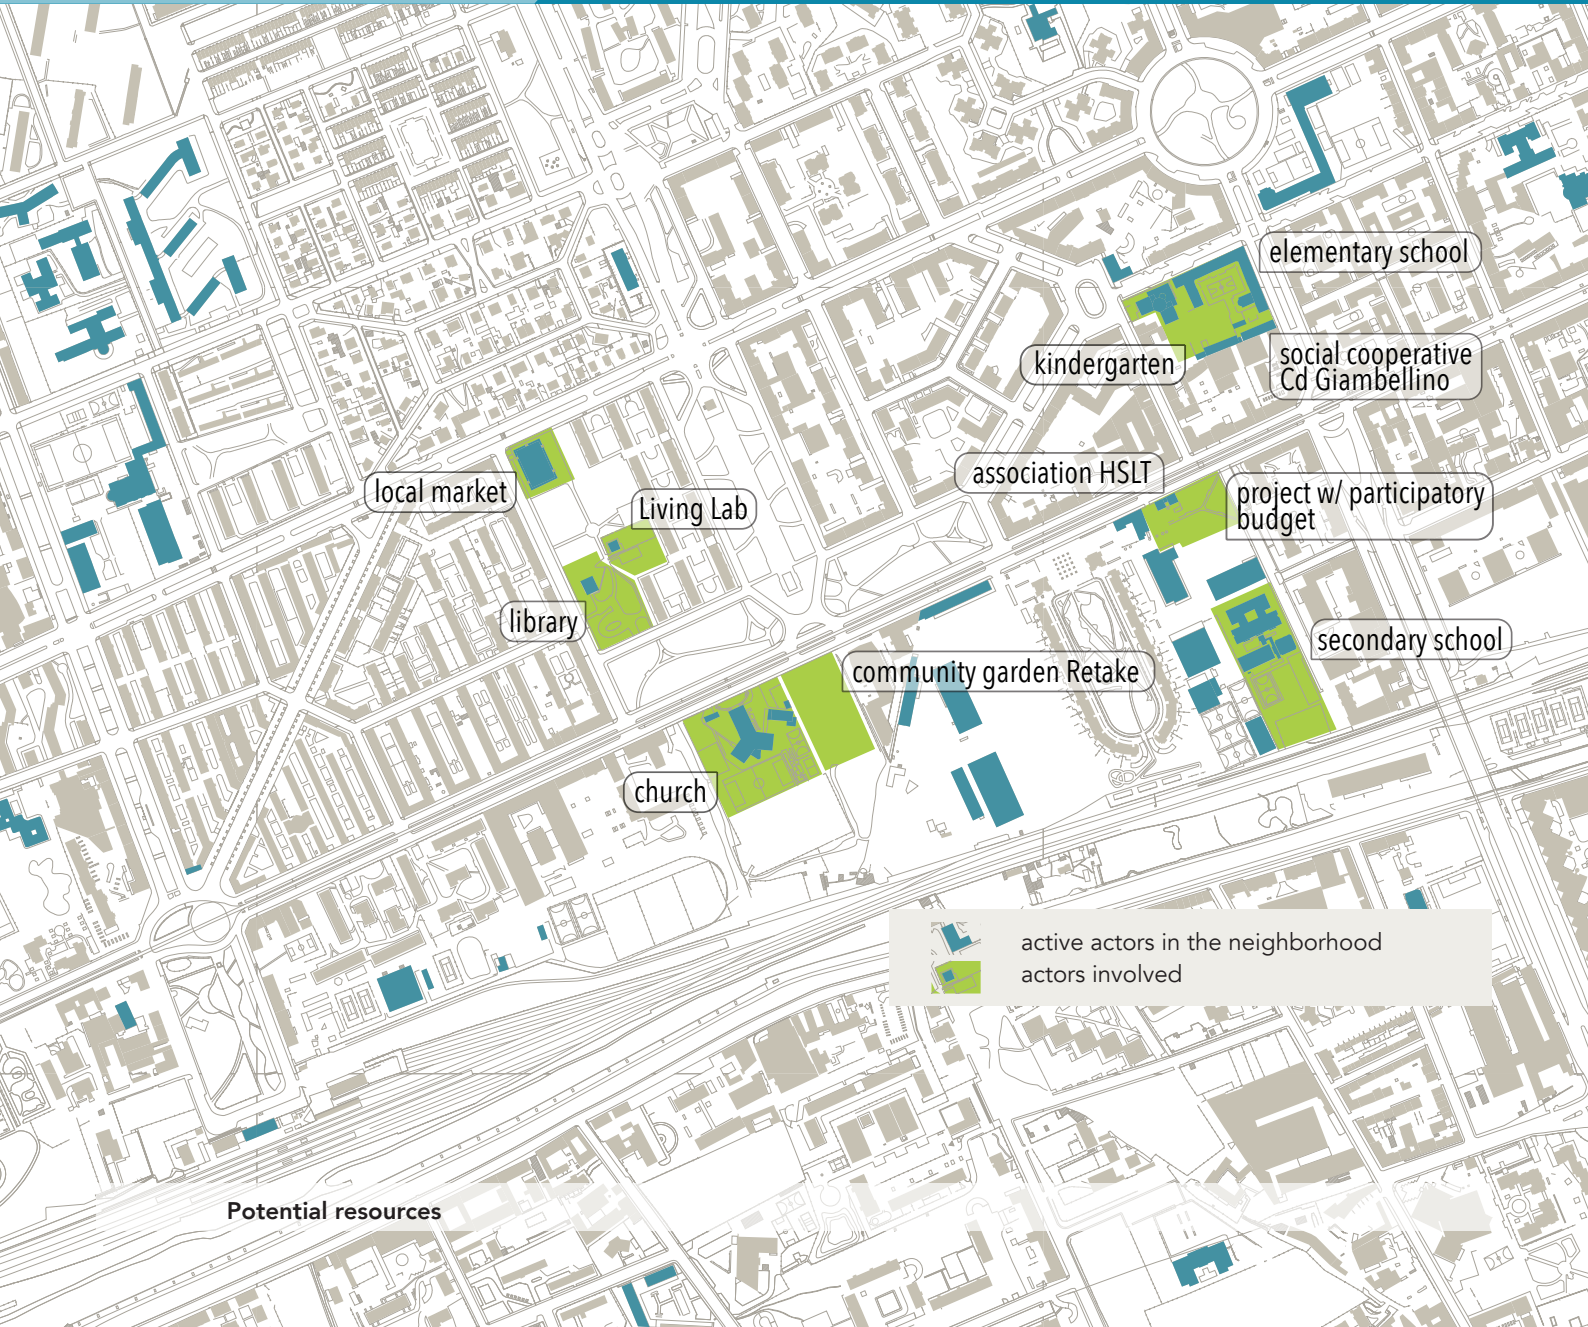 elementary school
kindergarten
social cooperative
Cd Giambellino
association HSLT
project w/ participatory
budget
local market
Living Lab
library
secondary school
community garden Retake
church
active actors in the neighborhood
actors involved
Potential resources